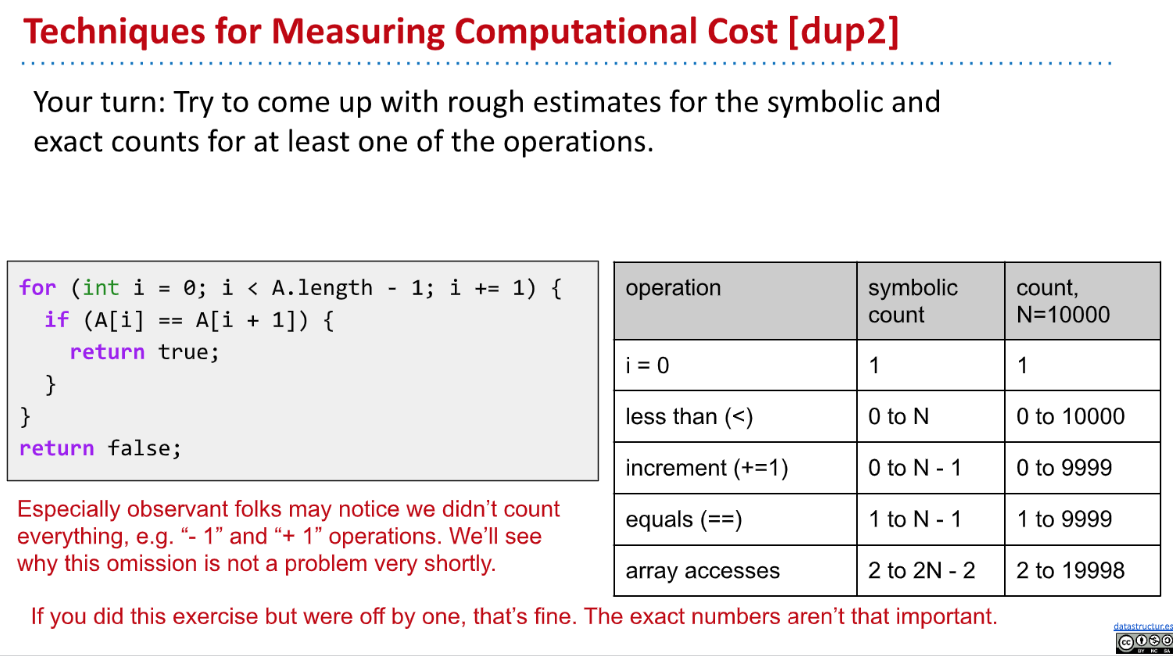 Techniques for Measuring Computational Cost [dup2]
Your turn: Try to come up with rough estimates for the symbolic and
exact counts for at least one of the operations.
for (int i = 0; i < A.length - 1; i += 1) {
  if (A[i] == A[i + 1]) {
    return true;
  }
}
return false;
operation symbolic count count, N=10000
i = 0 1 1
less than (<) 0 to N 0 to 10000
increment (+=1) 0 to N - 1 0 to 9999
equals (==) 1 to N - 1 1 to 9999
array accesses 2 to 2N - 2 2 to 19998
Especially observant folks may notice we didn’t count
everything, e.g. “- 1” and “+ 1” operations. We’ll see
why this omission is not a problem very shortly.
If you did this exercise but were off by one, that’s fine. The exact numbers aren’t that important.
datastructur.es
CC
BY NC SA